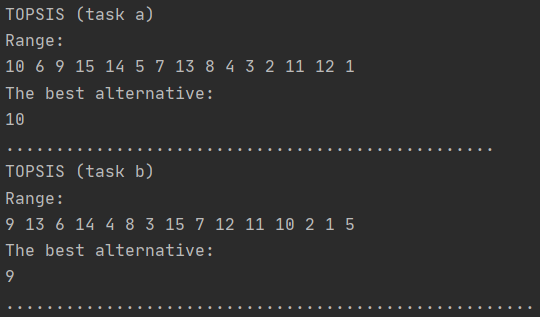 TOPSIS (task a)
Range:
10 6 9 15 14 5 7 13 8 4 3 2 11 12 1
The best alternative:
10
.................................................
TOPSIS (task b)
Range:
9 13 6 14 4 8 3 15 7 12 11 10 2 1 5
The best alternative:
9
.....................................................